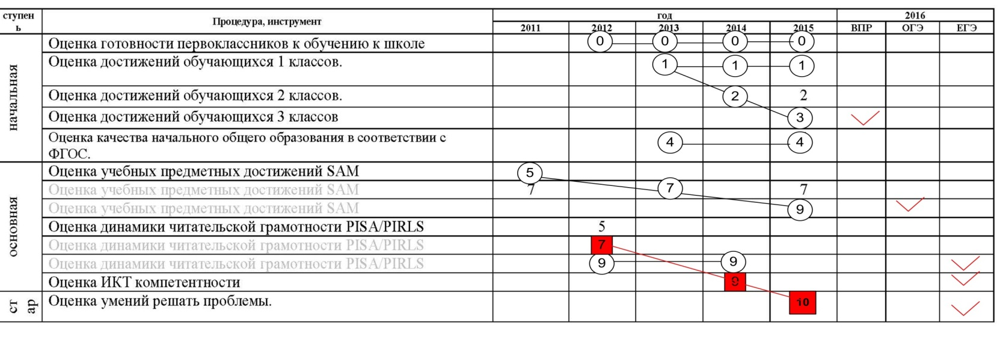 ступен
ь
Процедура, инструмент
год
2016
2011 2012 2013 2014 2015 ВПР ОГЭ ЕГЭ
начальная
Оценка готовности первоклассников к обучению к школе 0 0 0 0
Оценка достижений обучающихся 1 классов. 1 1 1
Оценка достижений обучающихся 2 классов. 2 2
Оценка достижений обучающихся 3 классов 3
Оценка качества начального общего образования в соответствии с
ФГОС.
4 4
основная
Оценка учебных предметных достижений SAM 5
Оценка учебных предметных достижений SAM 7 7 7
Оценка учебных предметных достижений SAM 9
Оценка динамики читательской грамотности PISA/PIRLS 5
Оценка динамики читательской грамотности PISA/PIRLS 7
Оценка динамики читательской грамотности PISA/PIRLS 9 9
Оценка ИКТ компетентности 9
ст
ар
Оценка умений решать проблемы. 10